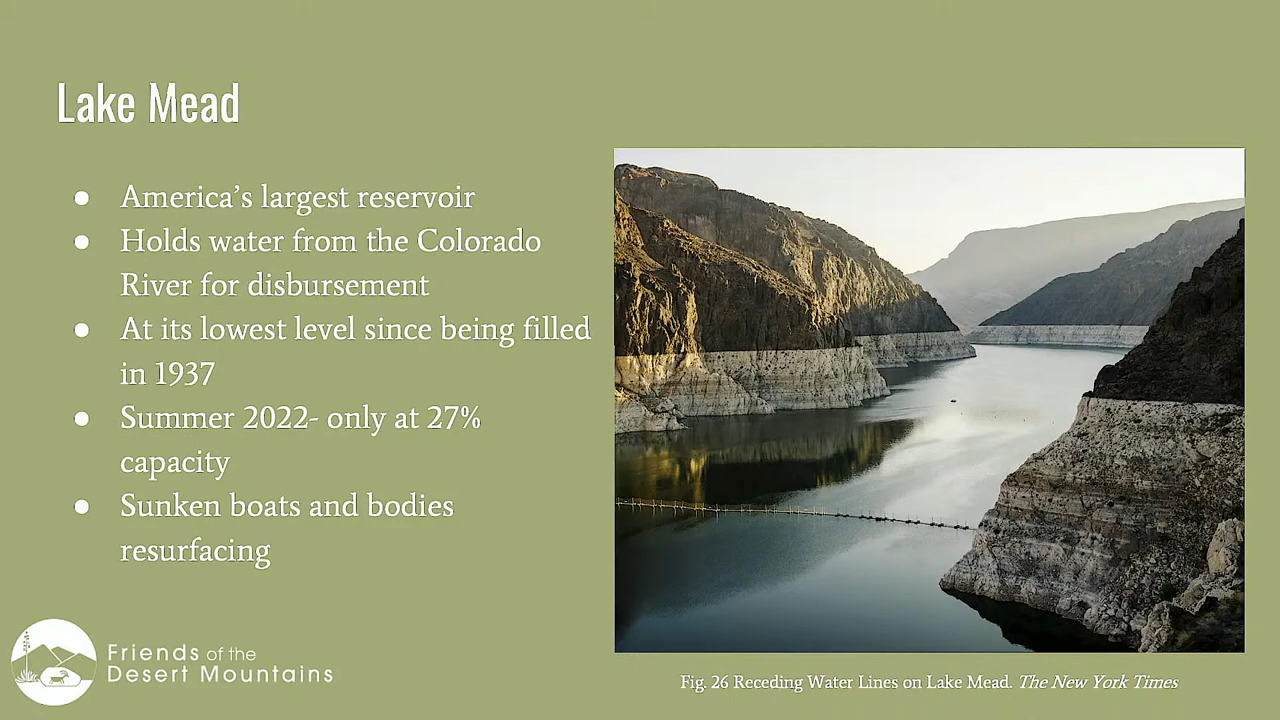 Lake Mead
● America's largest reservoir
● Holds water from the Colorado
River for disbursement
● At its lowest level since being filled
in 1937
● Summer 2022- only at 27%
capacity
● Sunken boats and bodies
resurfacing
Friends of the
Desert Mountains
Fig. 26 Receding Water Lines on Lake Mead. The New York Times